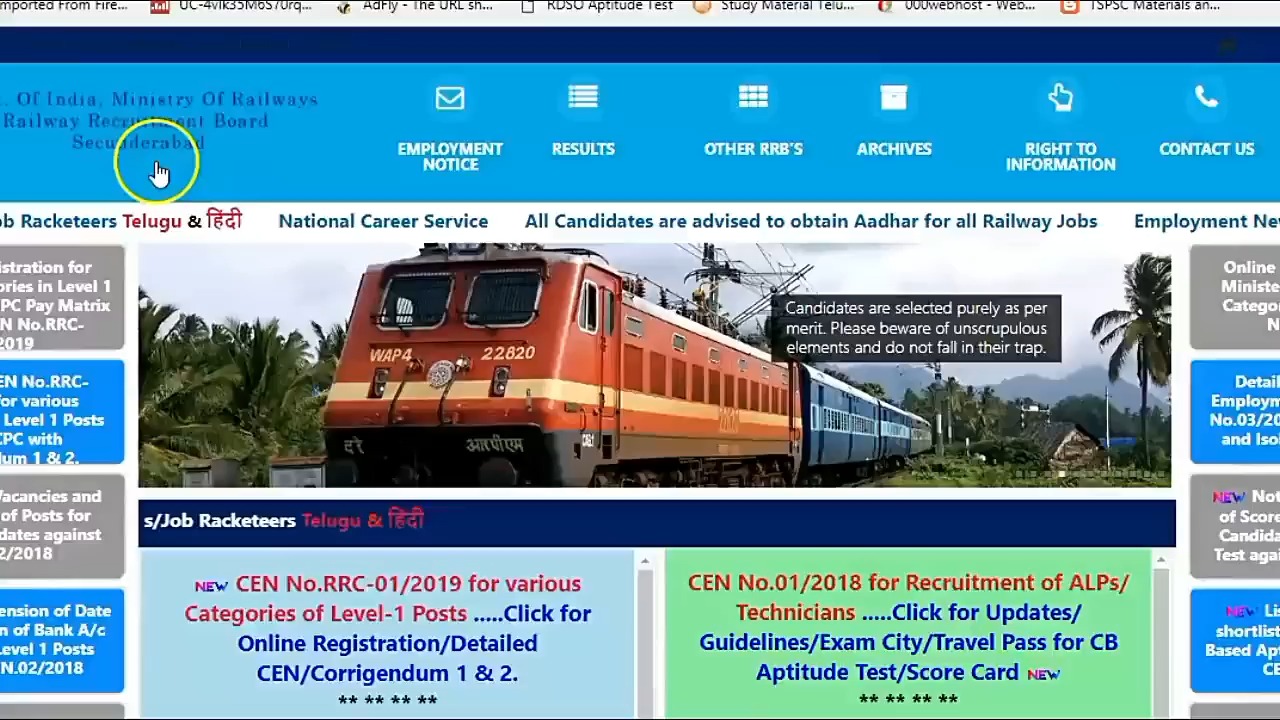 mported From Fire...
UC-4vlk35M6S70rq...
AdFly - The URL sh...
RDSO Aptitude Test
Study Material Telu...
000webhost - Web...
TSPSC Materials an...
. Of India, Ministry Of Railways
Railway Recruitment Board
Secunderabad
EMPLOYMENT
NOTICE
RESULTS
OTHER RRB'S
ARCHIVES
RIGHT TO
INFORMATION
CONTACT US
ob Racketeers Telugu & हिंदी National Career Service All Candidates are advised to obtain Aadhar for all Railway Jobs Employment Ne
istration for
ories in Level 1
PC Pay Matrix
N No.RRC-
2019
EN No.RRC-
for various
Level 1 Posts
CPC with
dum 1 & 2.
Vacancies and
of Posts for
dates against
2/2018
ension of Date
n of Bank A/c
evel 1 Posts
N.02/2018
WAP4 22820
आरपीएम
Candidates are selected purely as per
merit. Please beware of unscrupulous
elements and do not fall in their trap.
s/Job Racketeers Telugu & हिंदी
NEW CEN No.RRC-01/2019 for various
Categories of Level-1 Posts .....Click for
Online Registration/Detailed
CEN/Corrigendum 1 & 2.
** ** ** **
CEN No.01/2018 for Recruitment of ALPs/
Technicians .....Click for Updates/
Guidelines/Exam City/Travel Pass for CB
Aptitude Test/Score Card NEW
** ** ** **
Online
Ministe
Catego
N
Detail
Employm
No.03/20
and Iso
NEW Not
of Score
Candida
Test agai
NEW Li
shortlist
Based Apt
CE